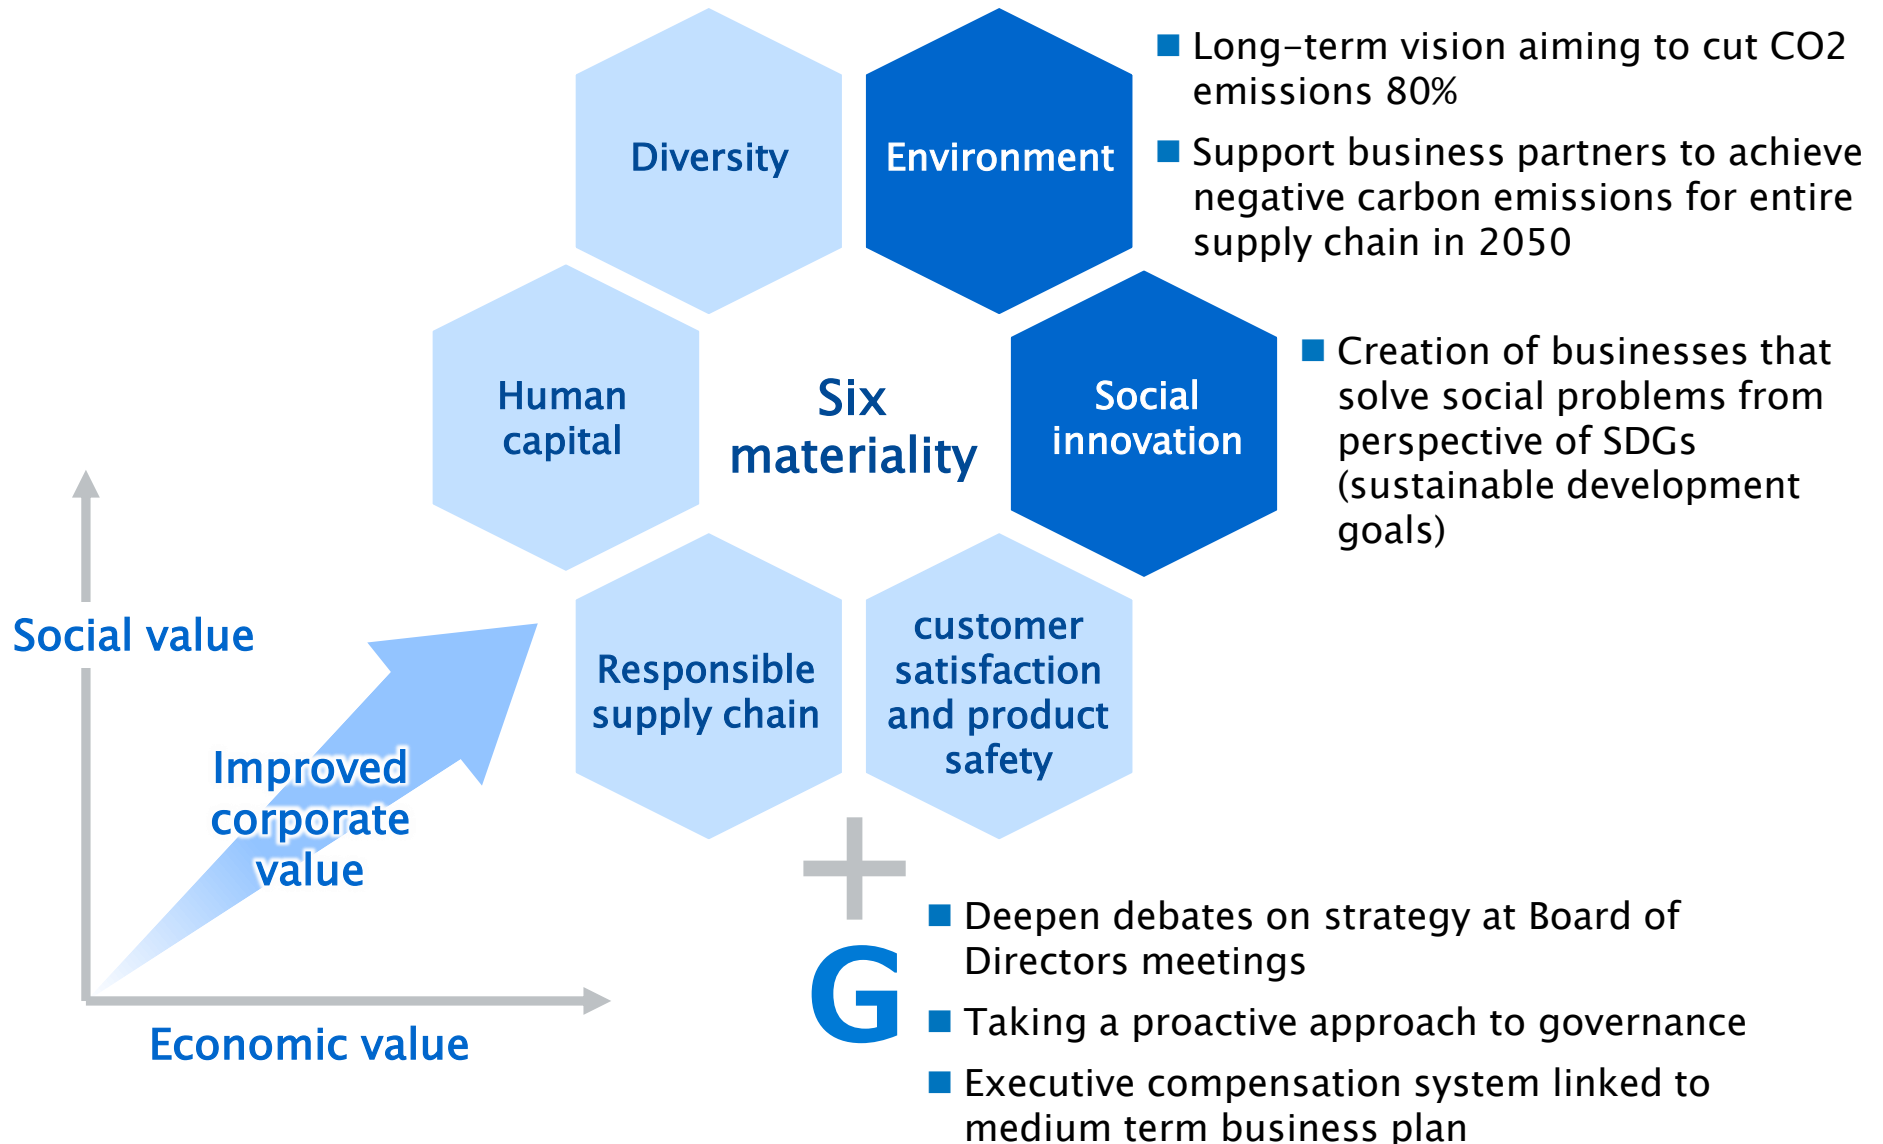 Diversity
Environment
Long-term vision aiming to cut CO2
emissions 80%
Support business partners to achieve
negative carbon emissions for entire
supply chain in 2050
Human
capital
Six
materiality
Social
innovation
Creation of businesses that
solve social problems from
perspective of SDGs
(sustainable development
goals)
Responsible
supply chain
customer
satisfaction
and product
safety
Social value
Improved
corporate
value
Economic value
+
G
Deepen debates on strategy at Board of
Directors meetings
Taking a proactive approach to governance
Executive compensation system linked to
medium term business plan